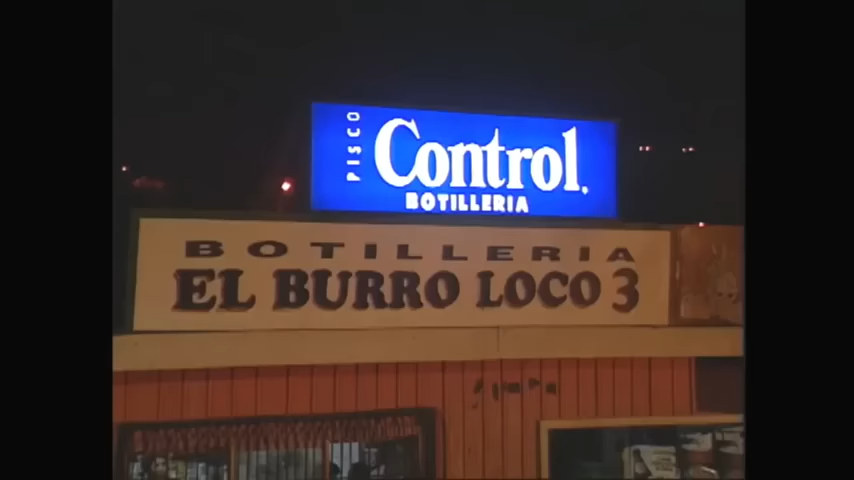 PISCO
Control
BOTILLERIA
BOTILLERIA
EL BURRO LOCO 3